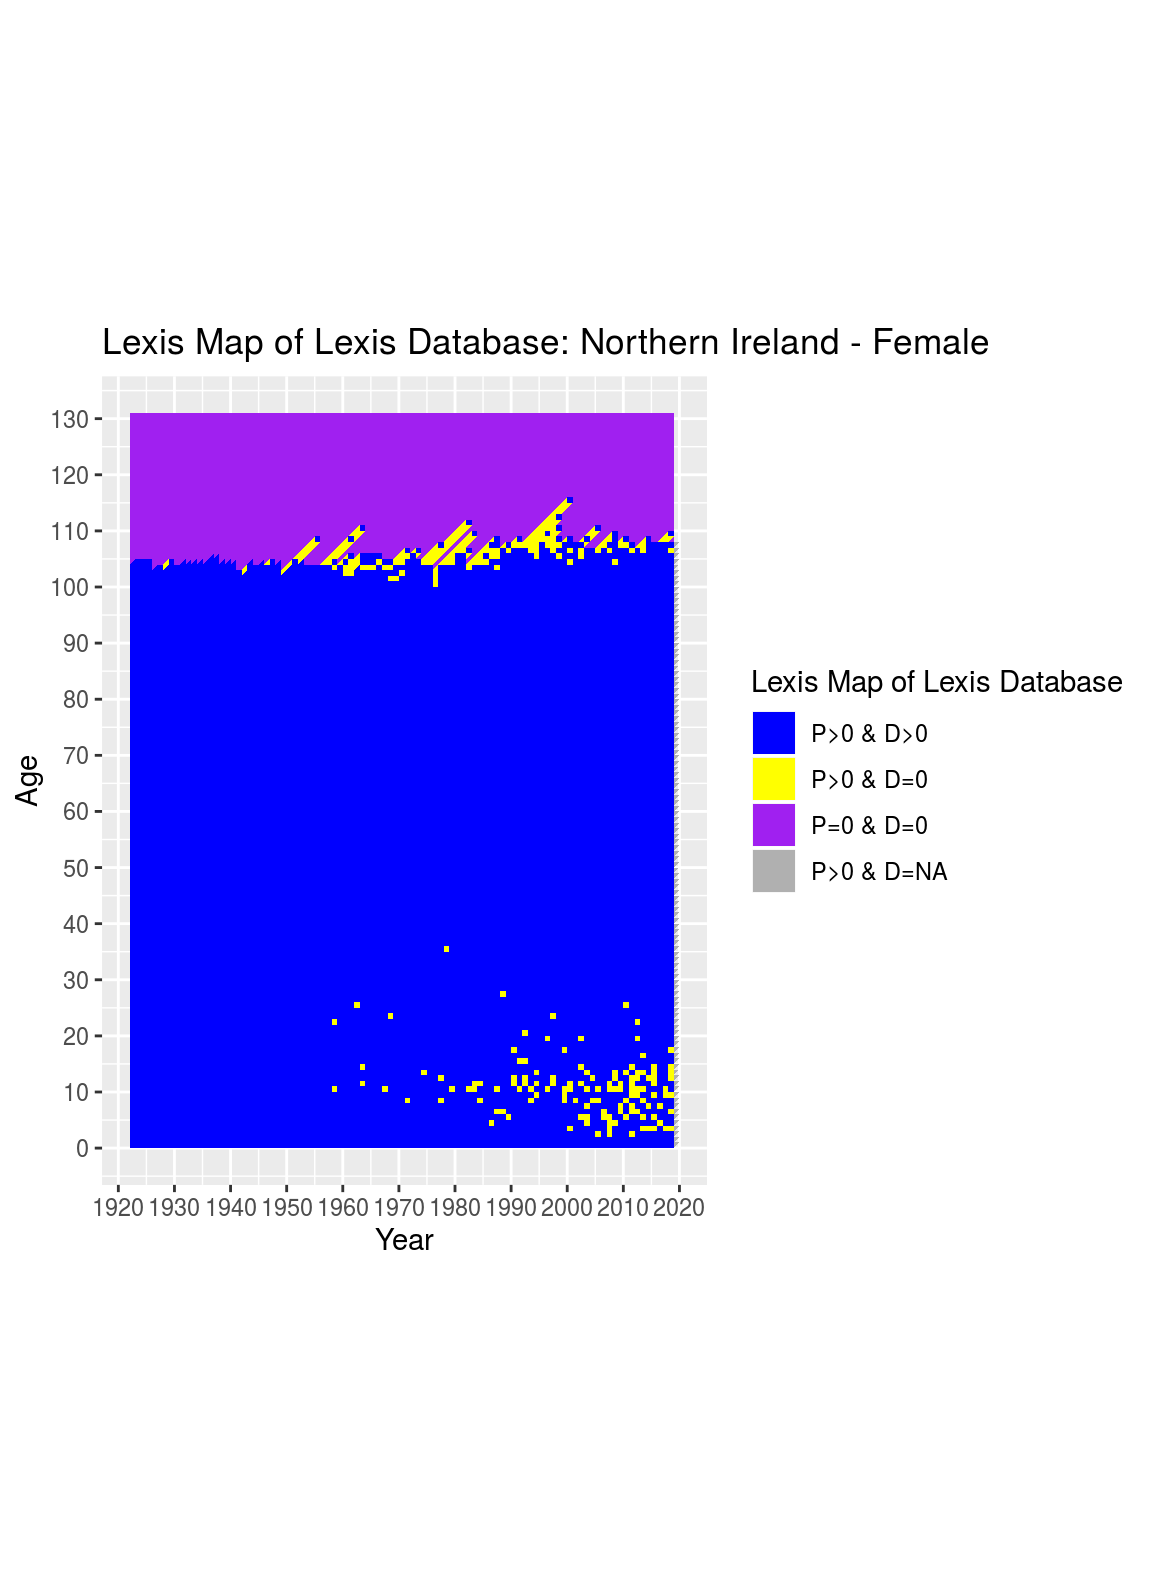 Lexis Map of Lexis Database: Northern Ireland - Female
130
120
110
100
90
80
70
60
50
40
30
20
10
0
Age
1920 1930 1940 1950 1960 1970 1980 1990 2000 2010 2020
Year
Lexis Map of Lexis Database
P>0 & D>0
P>0 & D=0
P=0 & D=0
P>0 & D=NA